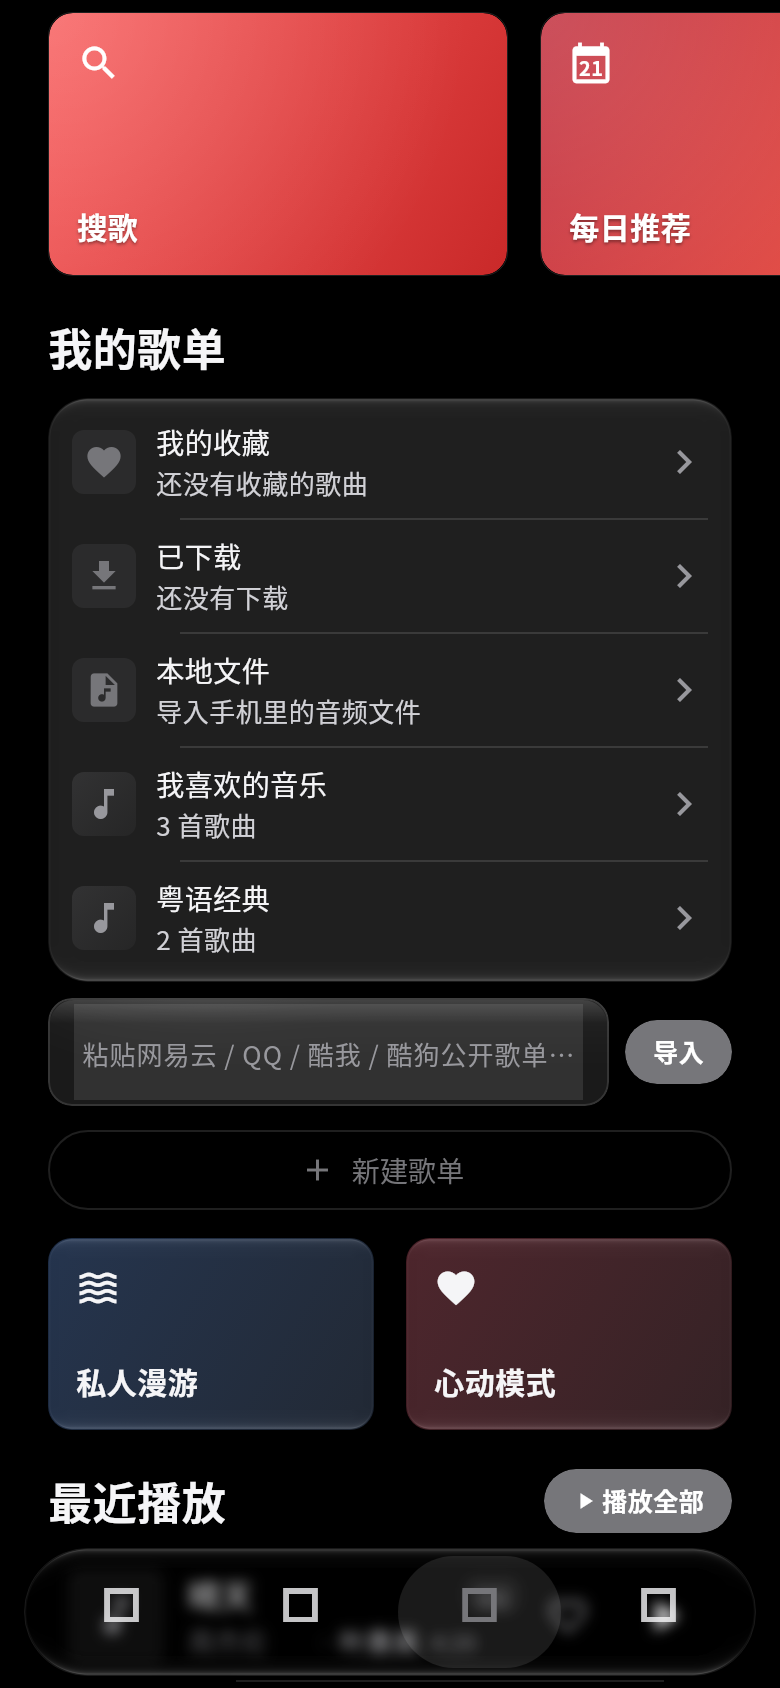 搜歌
21
每日推荐
我的歌单
我的收藏
还没有收藏的歌曲
已下载
还没有下载
本地文件
导入手机里的音频文件
我喜欢的音乐
3 首歌曲
粤语经典
2 首歌曲
粘贴网易云 / QQ / 酷我 / 酷狗公开歌单…
导入
新建歌单
私人漫游
心动模式
最近播放
播放全部